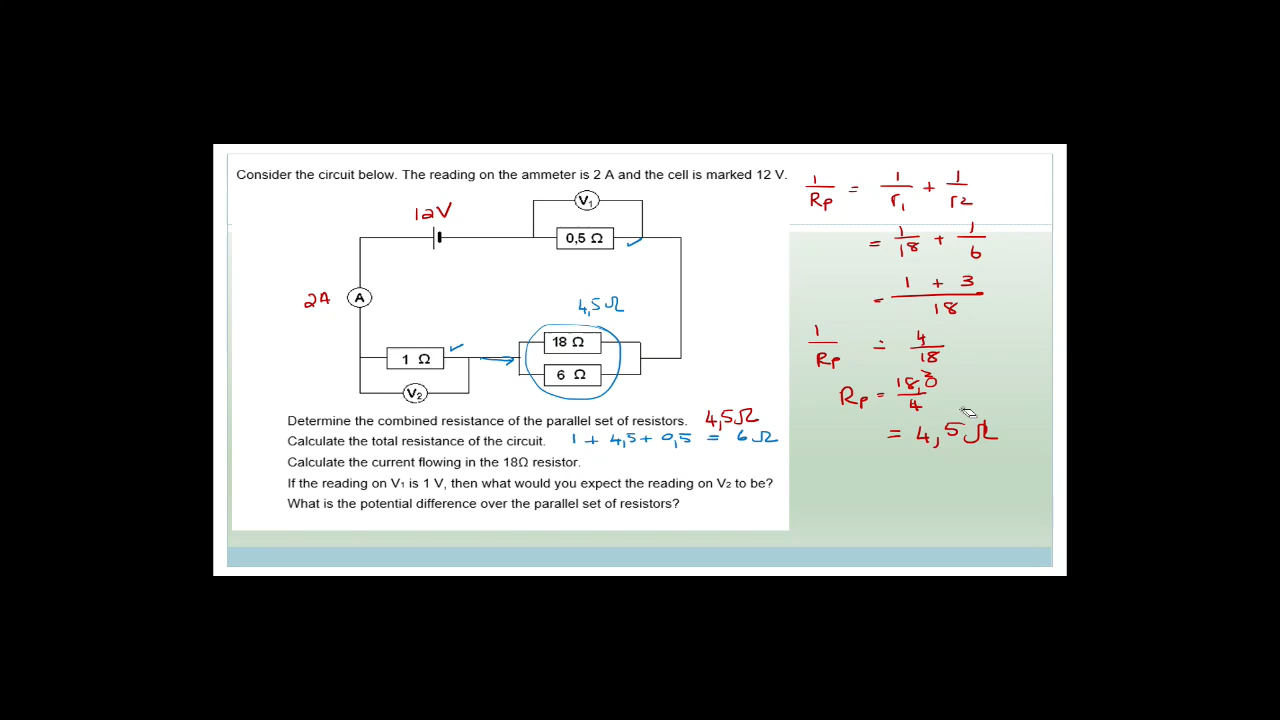 Consider the circuit below. The reading on the ammeter is 2 A and the cell is marked 12 V.
12V
V1
0,5 Ω
2A
A
4,5Ω
18 Ω
1 Ω
6 Ω
V2
Determine the combined resistance of the parallel set of resistors. 4,5Ω
Calculate the total resistance of the circuit. 1 + 4,5 + 0,5 = 6Ω
Calculate the current flowing in the 18Ω resistor.
If the reading on V1 is 1 V, then what would you expect the reading on V2 to be?
What is the potential difference over the parallel set of resistors?
1/Rp = 1/r1 + 1/r2
= 1/18 + 1/6
= 1 + 3/18
1/Rp = 4/18
Rp = 18,0/4
= 4,5Ω